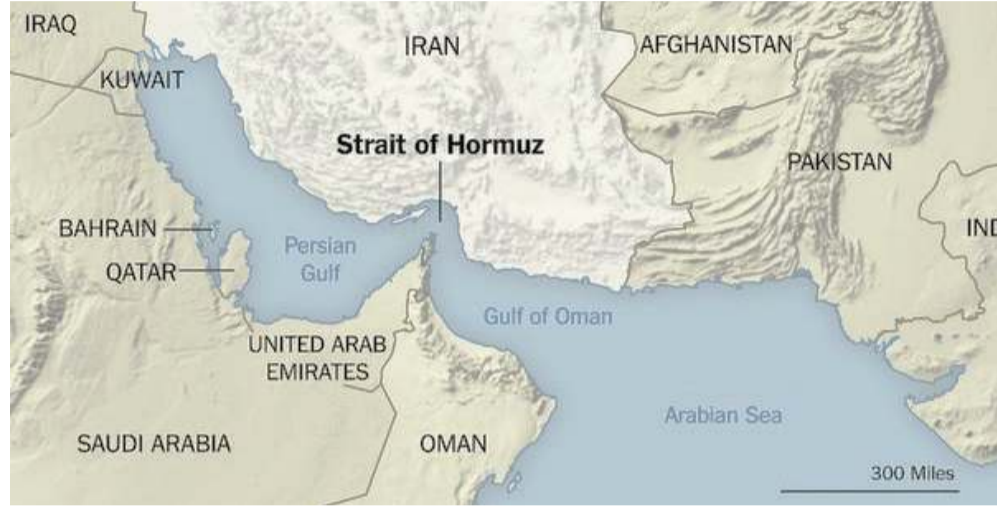 IRAQ
IRAN
AFGHANISTAN
KUWAIT
Strait of Hormuz
PAKISTAN
BAHRAIN
IND
Persian
Gulf
QATAR
Gulf of Oman
UNITED ARAB
EMIRATES
Arabian Sea
SAUDI ARABIA
OMAN
300 Miles